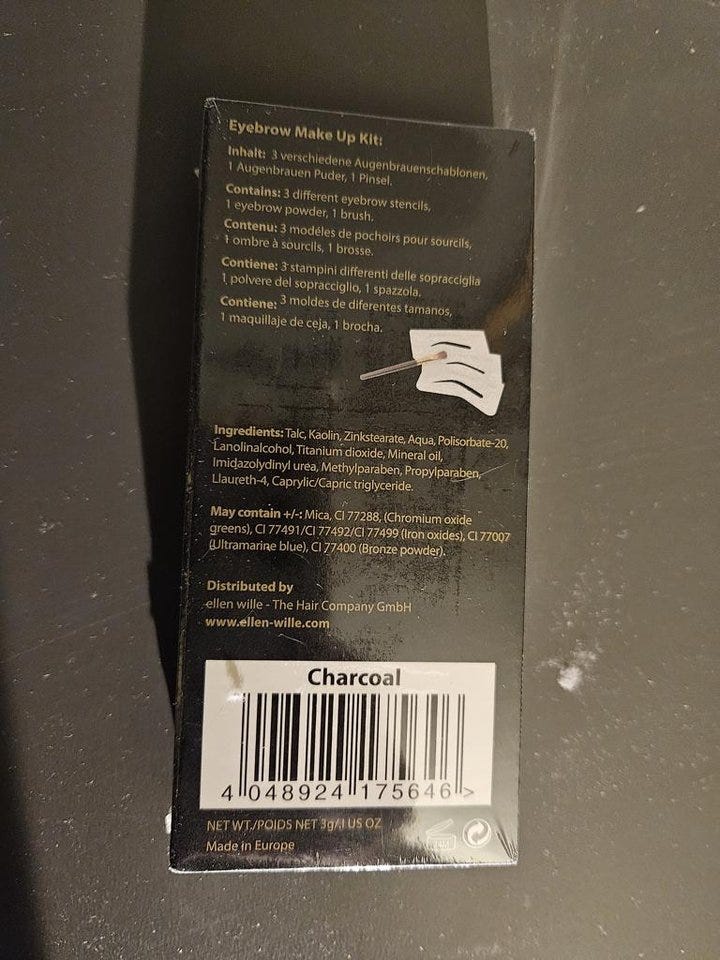 Eyebrow Make Up Kit:
Inhalt: 3 verschiedene Augenbrauenschablonen,
1 Augenbrauen Puder, 1 Pinsel.
Contains: 3 different eyebrow stencils,
1 eyebrow powder, 1 brush.
Contenu: 3 modéles de pochoirs pour sourcils,
1 ombre à sourcils, 1 brosse.
Contiene: 3 stampini differenti delle sopracciglia
1 polvere del sopracciglio, 1 spazzola.
Contiene: 3 moldes de diferentes tamanos,
1 maquillaje de ceja, 1 brocha.
Ingredients: Talc, Kaolin, Zinkstearate, Aqua, Polisorbate-20,
Lanolinalcohol, Titanium dioxide, Mineral oil,
Imidazolydinyl urea, Methylparaben, Propylparaben,
Llaureth-4, Caprylic/Capric triglyceride.
May contain +/-: Mica, CI 77288, (Chromium oxide
greens), CI 77491/CI 77492/CI 77499 (Iron oxides), CI 77007
(Ultramarine blue), CI 77400 (Bronze powder).
Distributed by
ellen wille - The Hair Company GmbH
www.ellen-wille.com
Charcoal
4 048924 175646 >
NET WT./POIDS NET 3g/.1 US OZ
Made in Europe